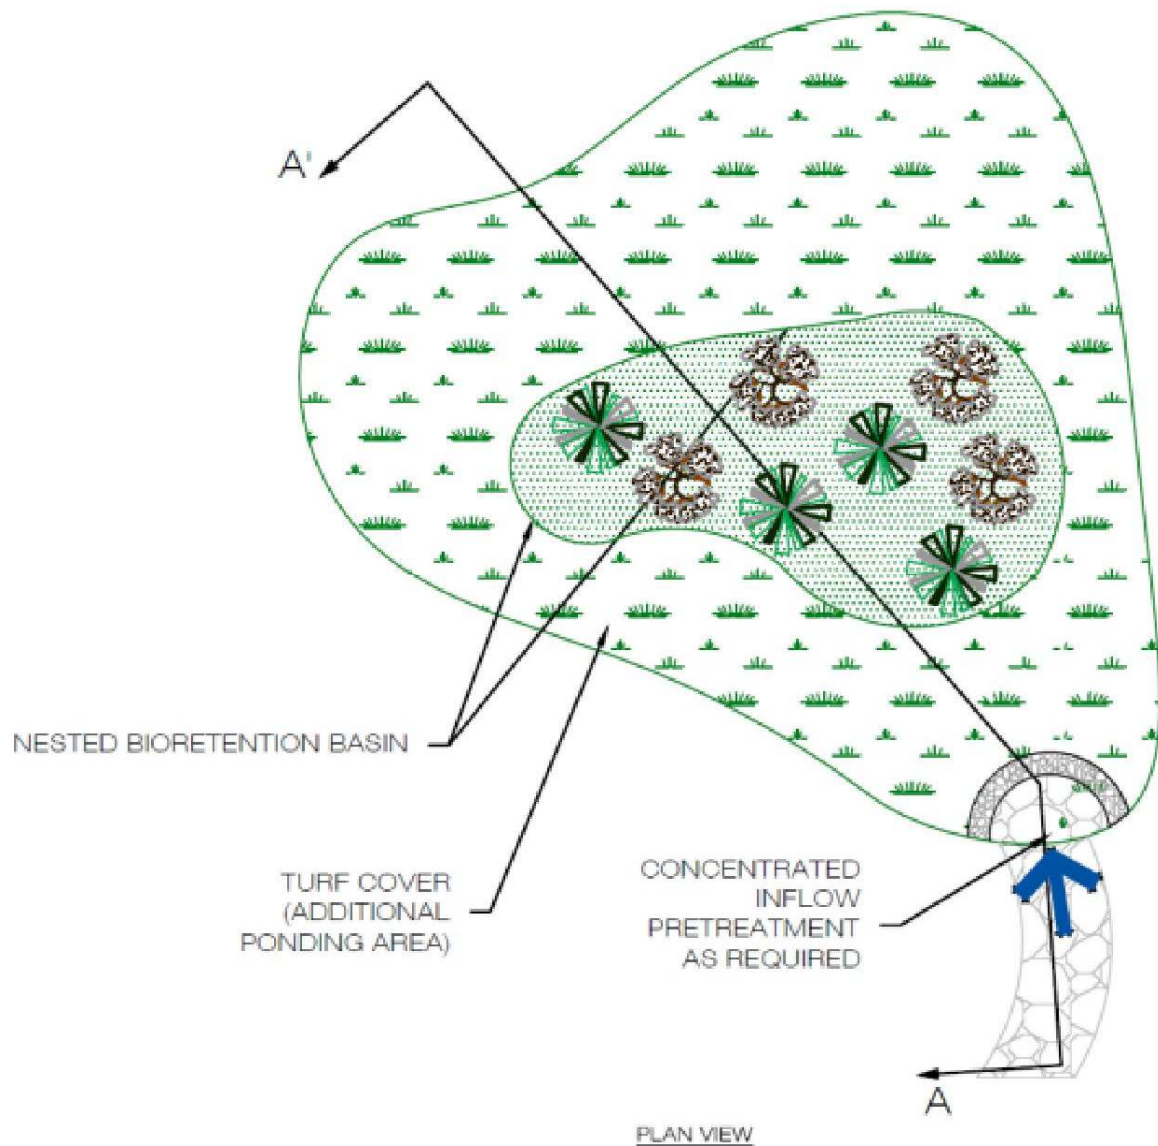 A'
NESTED BIORETENTION BASIN
TURF COVER
(ADDITIONAL
PONDING AREA)
CONCENTRATED
INFLOW
PRETREATMENT
AS REQUIRED
A
PLAN VIEW